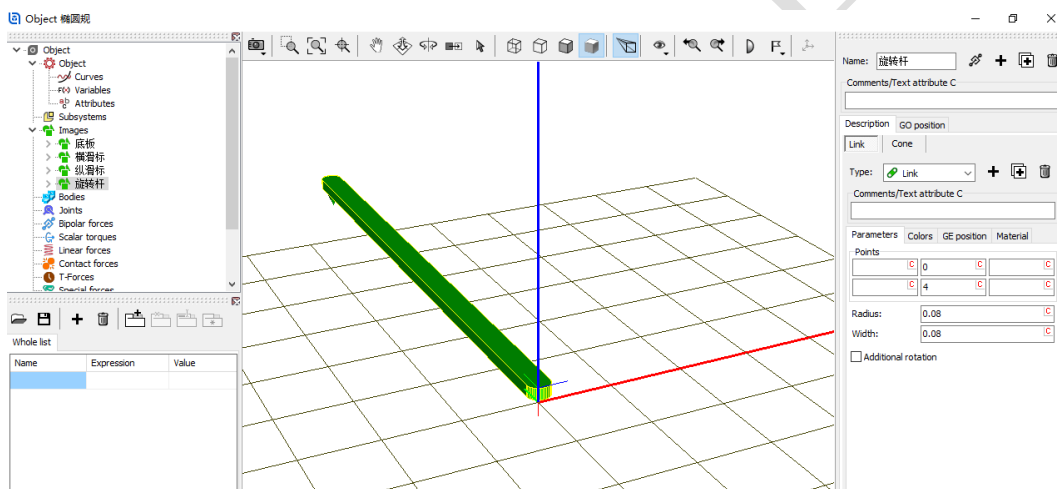 Object 椭圆规
Object
Object
Curves
F(x) Variables
Attributes
Subsystems
Images
底板
横滑标
纵滑标
旋转杆
Bodies
Joints
Bipolar forces
Scalar torques
Linear forces
Contact forces
T-Forces
Special forces
Whole list
Name Expression Value
Name: 旋转杆
Comments/Text attribute C
Description GO position
Link Cone
Type: Link
Comments/Text attribute C
Parameters Colors GE position Material
Points
C 0 C C
C 4 C C
Radius: 0.08 C
Width: 0.08 C
Additional rotation